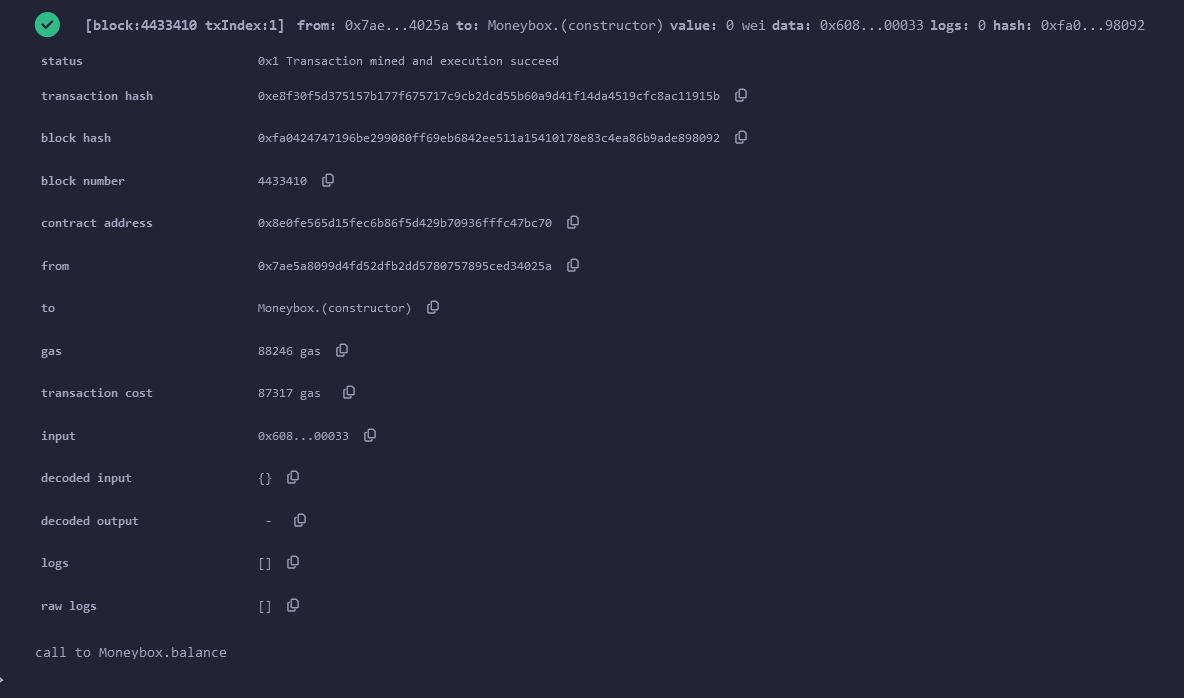 [block:4433410 txIndex:1] from: 0x7ae...4025a to: Moneybox.(constructor) value: 0 wei data: 0x608...00033 logs: 0 hash: 0xfa0...98092
status 0x1 Transaction mined and execution succeed
transaction hash 0xe8f30f5d375157b177f675717c9cb2dcd55b60a9d41f14da4519cfc8ac11915b
block hash 0xfa0424747196be299080ff69eb6842ee511a15410178e83c4ea86b9ade898092
block number 4433410
contract address 0x8e0fe565d15fec6b86f5d429b70936fffc47bc70
from 0x7ae5a8099d4fd52dfb2dd5780757895ced34025a
to Moneybox.(constructor)
gas 88246 gas
transaction cost 87317 gas
input 0x608...00033
decoded input {}
decoded output -
logs []
raw logs []
call to Moneybox.balance